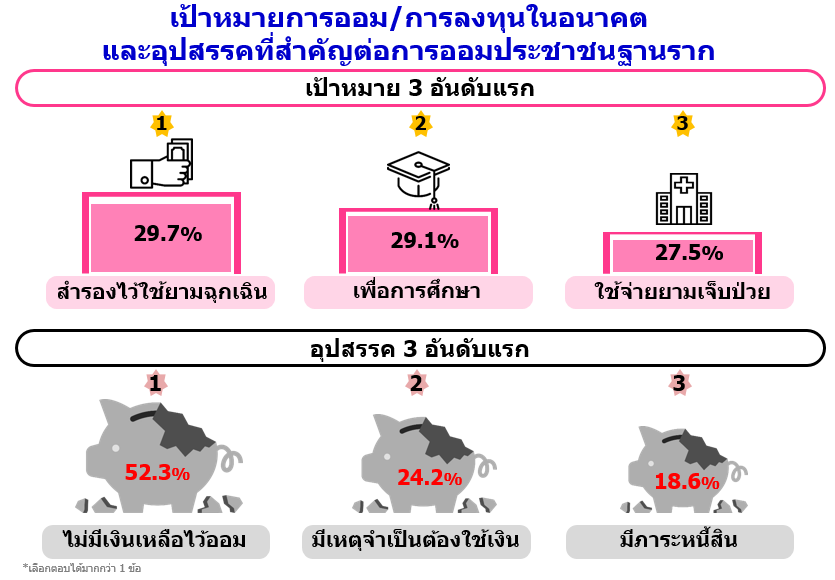 เป้าหมายการออม/การลงทุนในอนาคต
และอุปสรรคที่สำคัญต่อการออมประชาชนฐานราก
เป้าหมาย 3 อันดับแรก
1 2 3
29.7% 29.1% 27.5%
สำรองไว้ใช้ยามฉุกเฉิน เพื่อการศึกษา ใช้จ่ายยามเจ็บป่วย
อุปสรรค 3 อันดับแรก
1 2 3
52.3% 24.2% 18.6%
ไม่มีเงินเหลือไว้ออม มีเหตุจำเป็นต้องใช้เงิน มีภาระหนี้สิน
*เลือกตอบได้มากกว่า 1 ข้อ